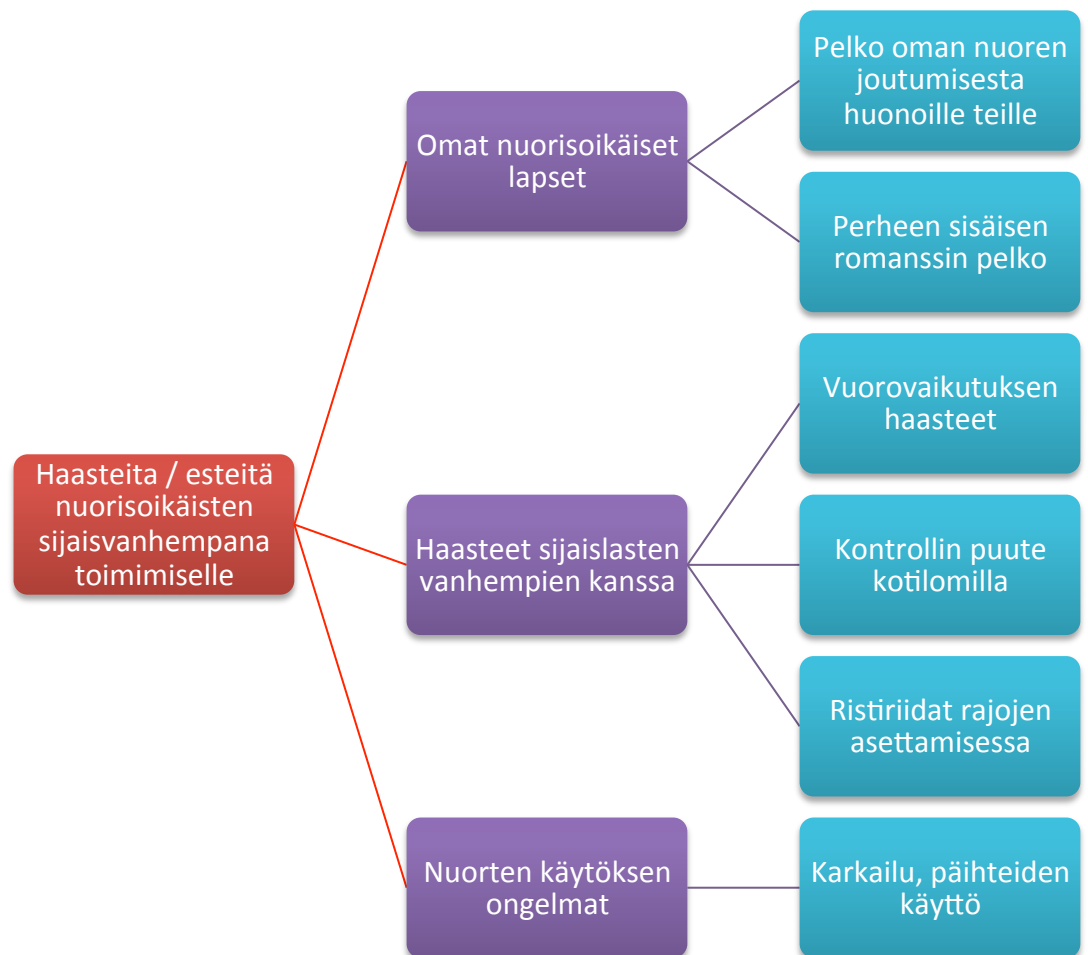 Haasteita / esteitä
nuorisoikäisten
sijaisvanhempana
toimimiselle
Omat nuorisoikäiset
lapset
Pelko oman nuoren
joutumisesta
huonoille teille
Perheen sisäisen
romanssin pelko
Haasteet sijaislasten
vanhempien kanssa
Vuorovaikutuksen
haasteet
Kontrollin puute
kotilomilla
Ristiriidat rajojen
asettamisessa
Nuorten käytöksen
ongelmat
Karkailu, päihteiden
käyttö